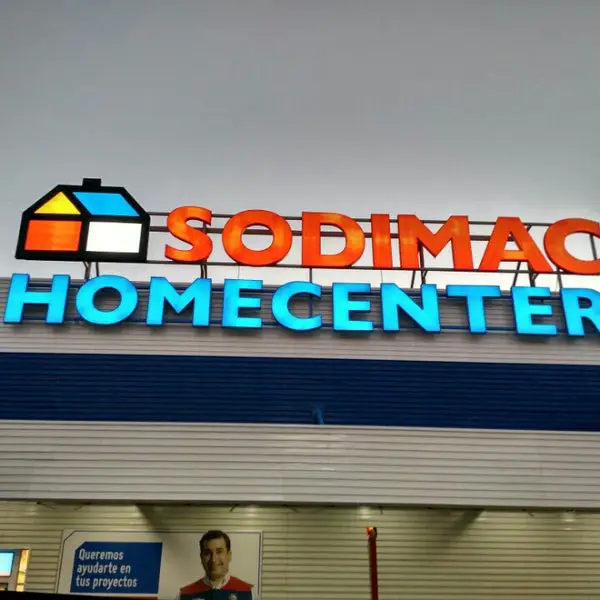 SODIMAC
HOMECENTER
Queremos
ayudarte en
tus proyectos